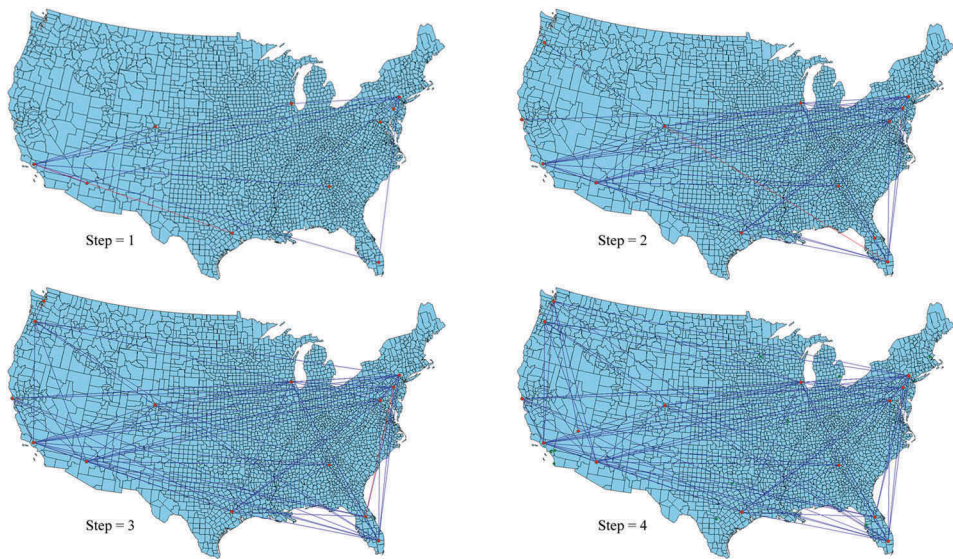 Step = 1
Step = 2
Step = 3
Step = 4